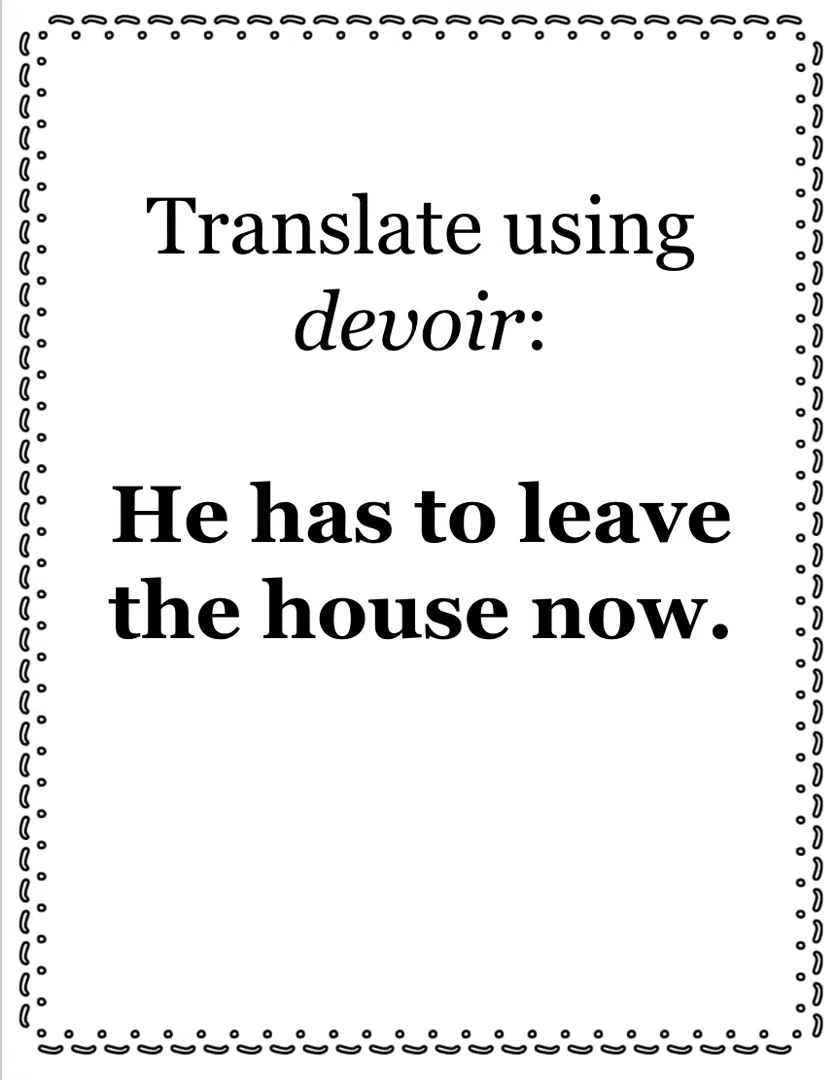 Translate using
devoir:
He has to leave
the house now.